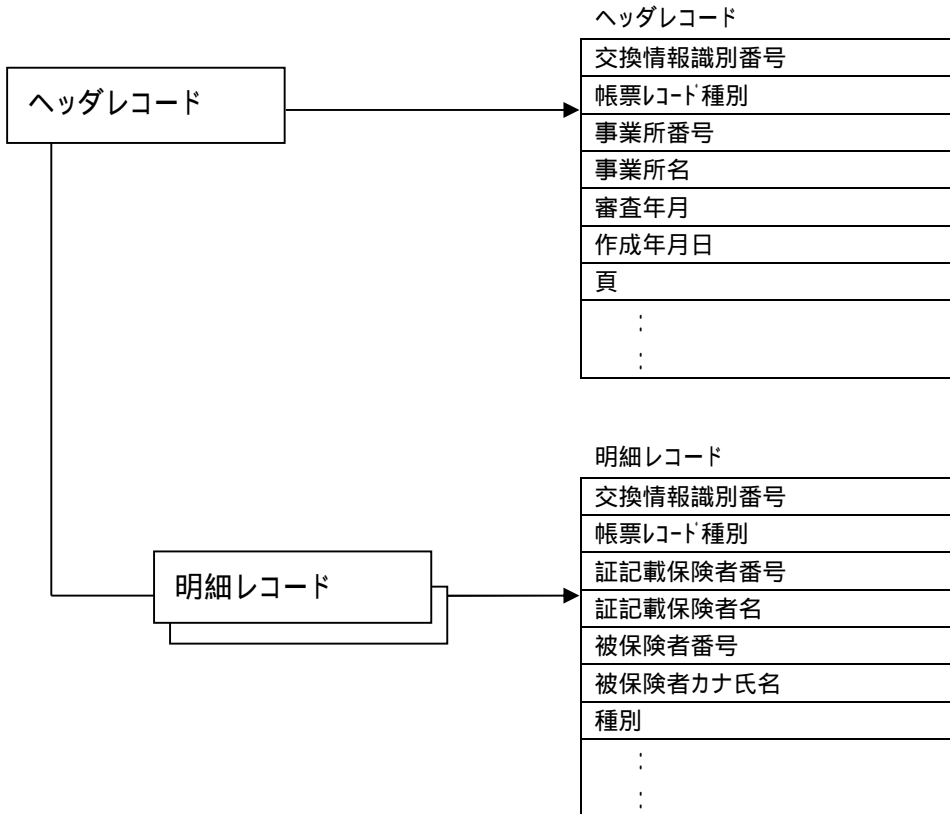 ヘッダレコード
ヘッダレコード
交換情報識別番号
帳票ﾚｺｰﾄﾞ種別
事業所番号
事業所名
審査年月
作成年月日
頁
:
:
明細レコード
明細レコード
交換情報識別番号
帳票ﾚｺｰﾄﾞ種別
証記載保険者番号
証記載保険者名
被保険者番号
被保険者カナ氏名
種別
:
: